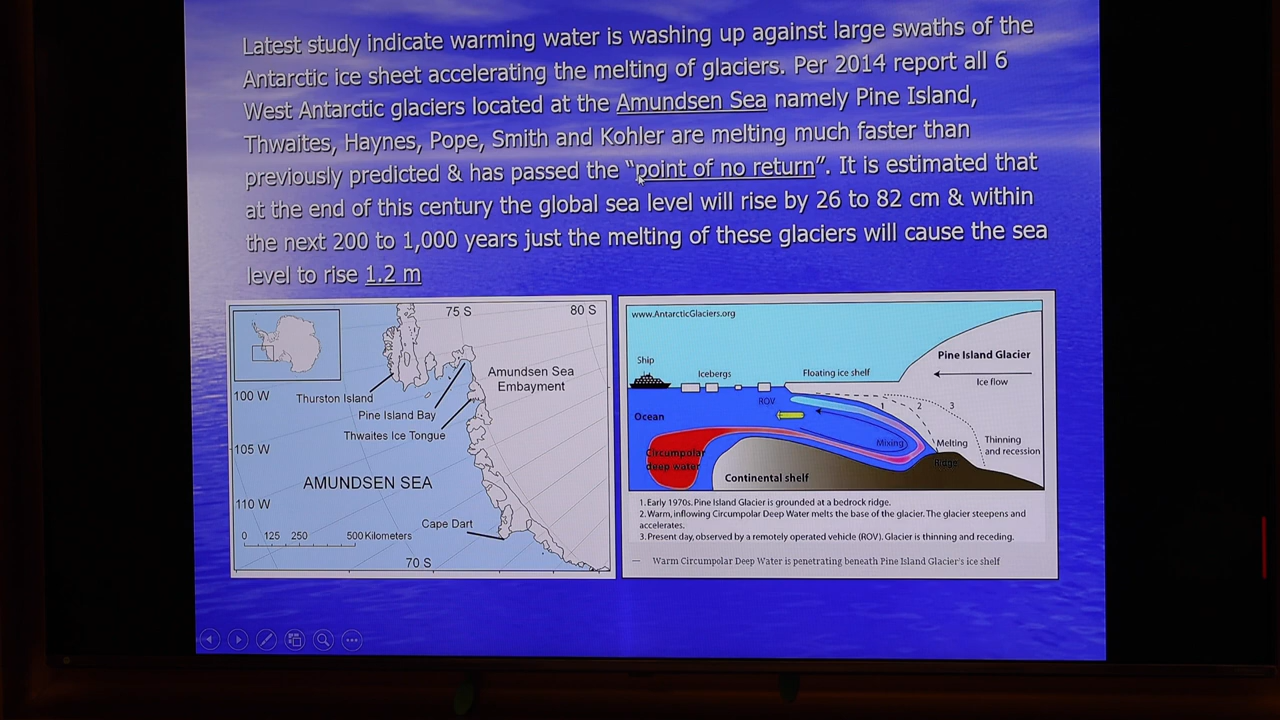 Latest study indicate warming water is washing up against large swaths of the
Antarctic ice sheet accelerating the melting of glaciers. Per 2014 report all 6
West Antarctic glaciers located at the Amundsen Sea namely Pine Island,
Thwaites, Haynes, Pope, Smith and Kohler are melting much faster than
previously predicted & has passed the “point of no return”. It is estimated that
at the end of this century the global sea level will rise by 26 to 82 cm & within
the next 200 to 1,000 years just the melting of these glaciers will cause the sea
level to rise 1.2 m
75 S
80 S
Amundsen Sea
Embayment
100 W
Thurston Island
Pine Island Bay
Thwaites Ice Tongue
105 W
AMUNDSEN SEA
110 W
Cape Dart
0 125 250 500 Kilometers
70 S
www.AntarcticGlaciers.org
Pine Island Glacier
Ship
Icebergs
Floating ice shelf
Ice flow
ROV
1
2
3
Ocean
Mixing
Melting
Thinning
and recession
Circumpolar
deep water
Ridge
Continental shelf
1. Early 1970s. Pine Island Glacier is grounded at a bedrock ridge.
2. Warm, inflowing Circumpolar Deep Water melts the base of the glacier. The glacier steepens and
accelerates.
3. Present day, observed by a remotely operated vehicle (ROV). Glacier is thinning and receding.
— Warm Circumpolar Deep Water is penetrating beneath Pine Island Glacier's ice shelf